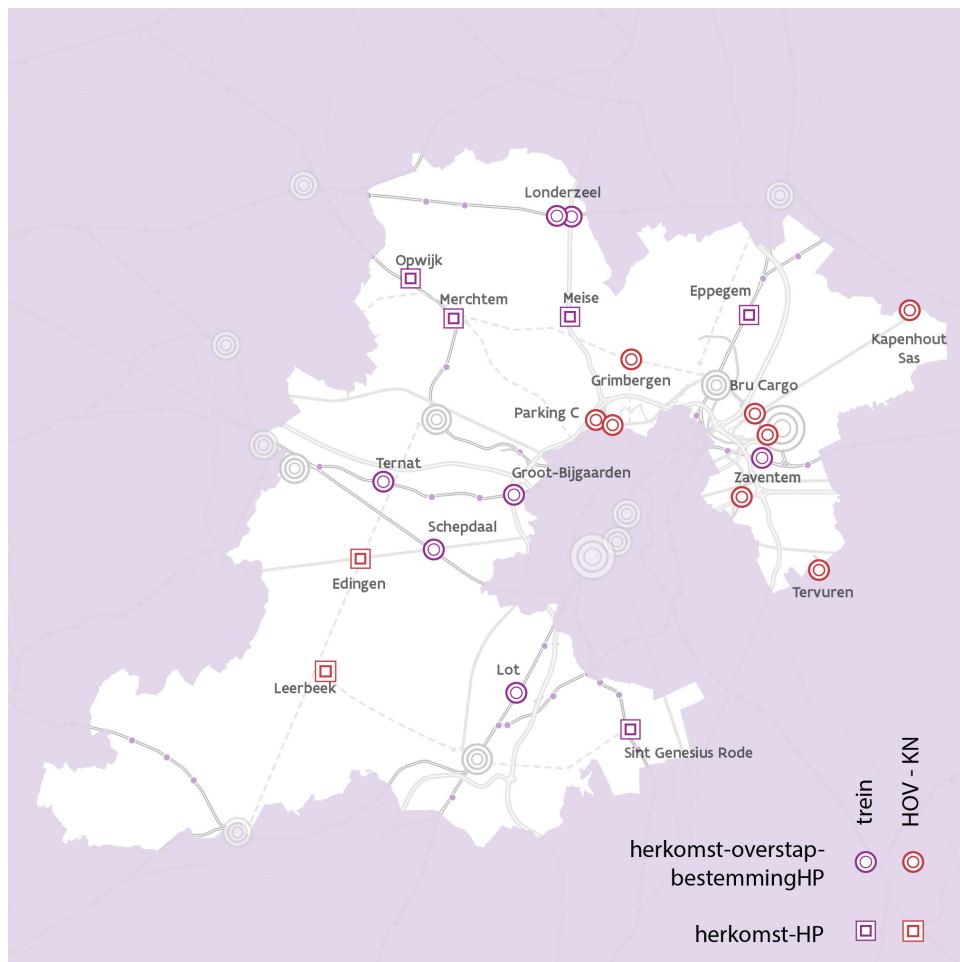 Londerzeel
Opwijk
Merchtem
Meise
Eppegem
Kapenhout
Sas
Grimbergen
Bru Cargo
Parking C
Ternat
Groot-Bijgaarden
Zaventem
Schepdaal
Edingen
Tervuren
Lot
Leerbeek
Sint Genesius Rode
trein
HOV - KN
herkomst-overstap-
bestemmingHP
herkomst-HP